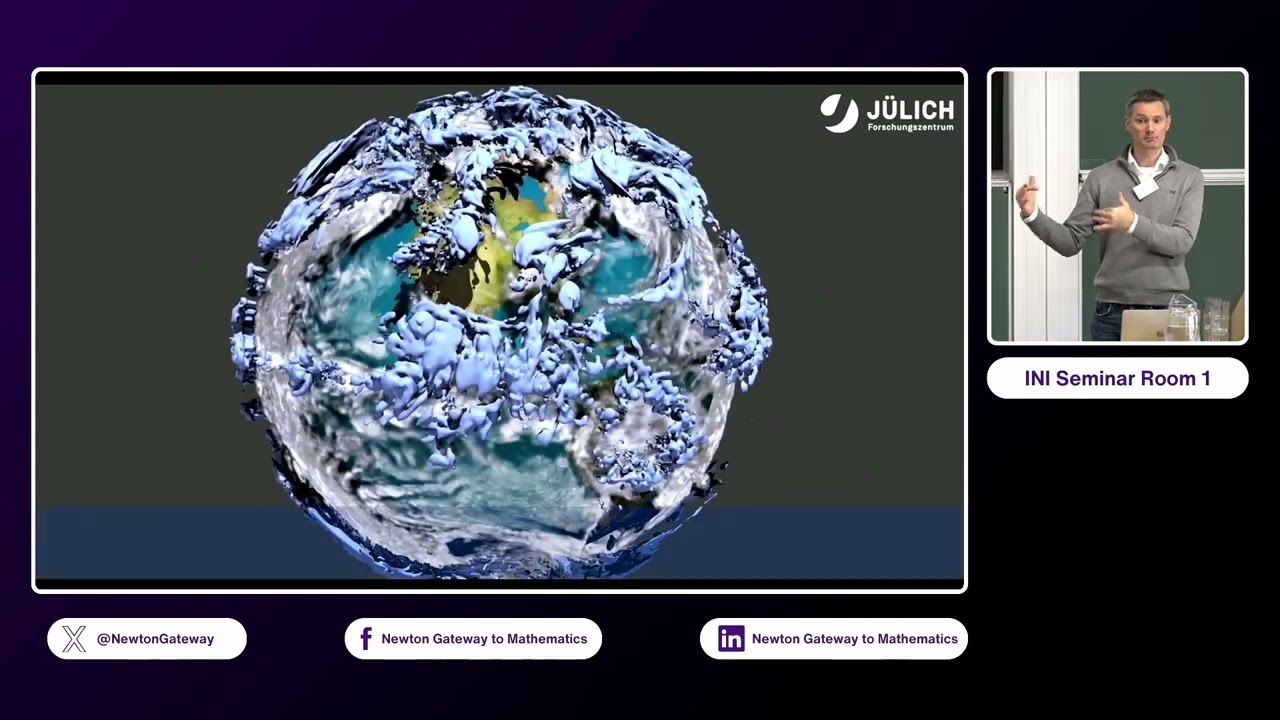 JÜLICH
Forschungszentrum
INI Seminar Room 1
@NewtonGateway
Newton Gateway to Mathematics
Newton Gateway to Mathematics